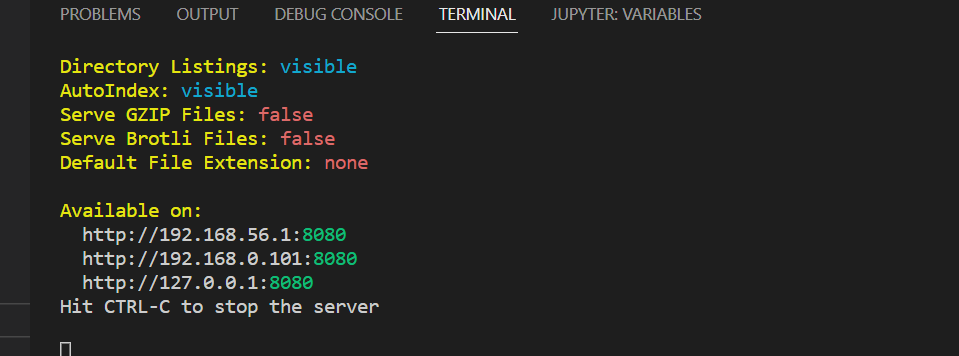 PROBLEMS OUTPUT DEBUG CONSOLE TERMINAL JUPYTER: VARIABLES
Directory Listings: visible
AutoIndex: visible
Serve GZIP Files: false
Serve Brotli Files: false
Default File Extension: none
Available on:
http://192.168.56.1:8080
http://192.168.0.101:8080
http://127.0.0.1:8080
Hit CTRL-C to stop the server